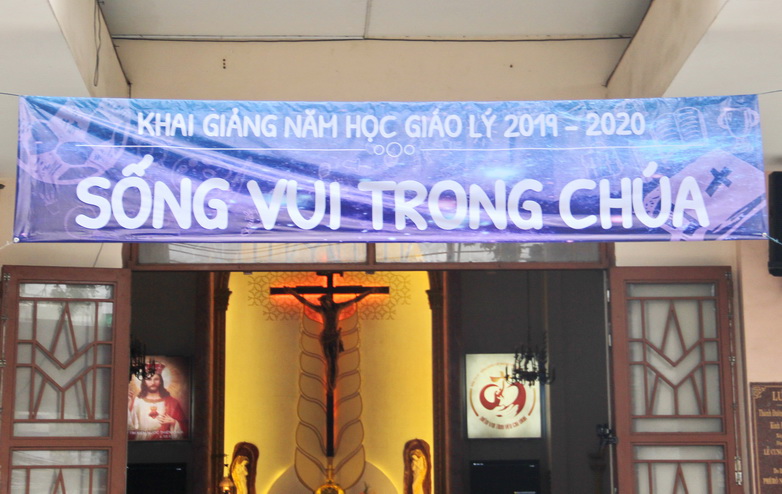 KHAI GIẢNG NĂM HỌC GIÁO LÝ 2019 - 2020
SỐNG VUI TRONG CHÚA